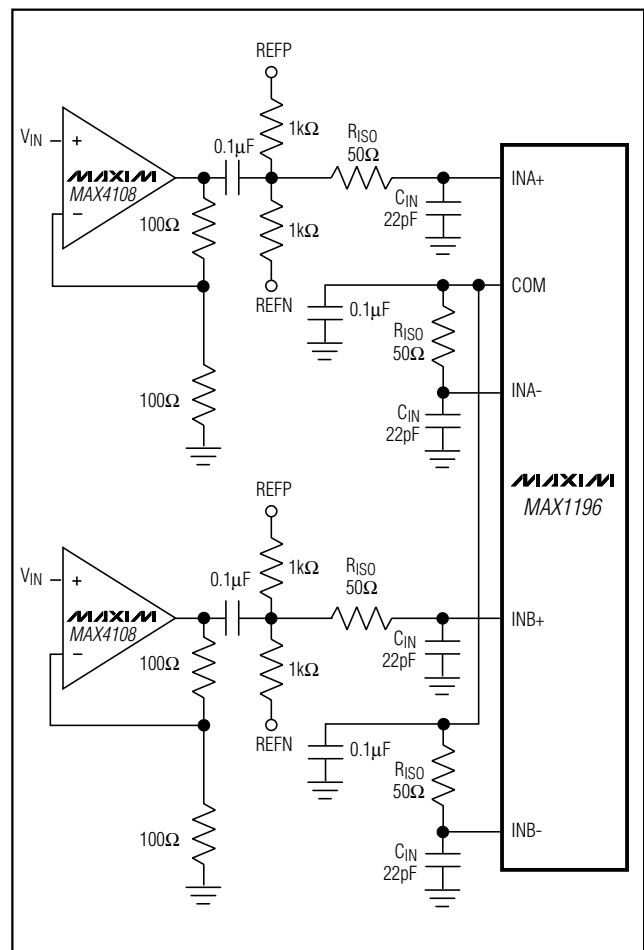 REFP
VIN
+
MAXIM
MAX4108
−
0.1µF
1kΩ
1kΩ
RISO
50Ω
CIN
22pF
INA+
100Ω
REFN
0.1µF
COM
RISO
50Ω
100Ω
CIN
22pF
INA-
MAXIM
MAX1196
REFP
VIN
+
MAXIM
MAX4108
−
0.1µF
1kΩ
1kΩ
RISO
50Ω
CIN
22pF
INB+
100Ω
REFN
0.1µF
RISO
50Ω
100Ω
CIN
22pF
INB-